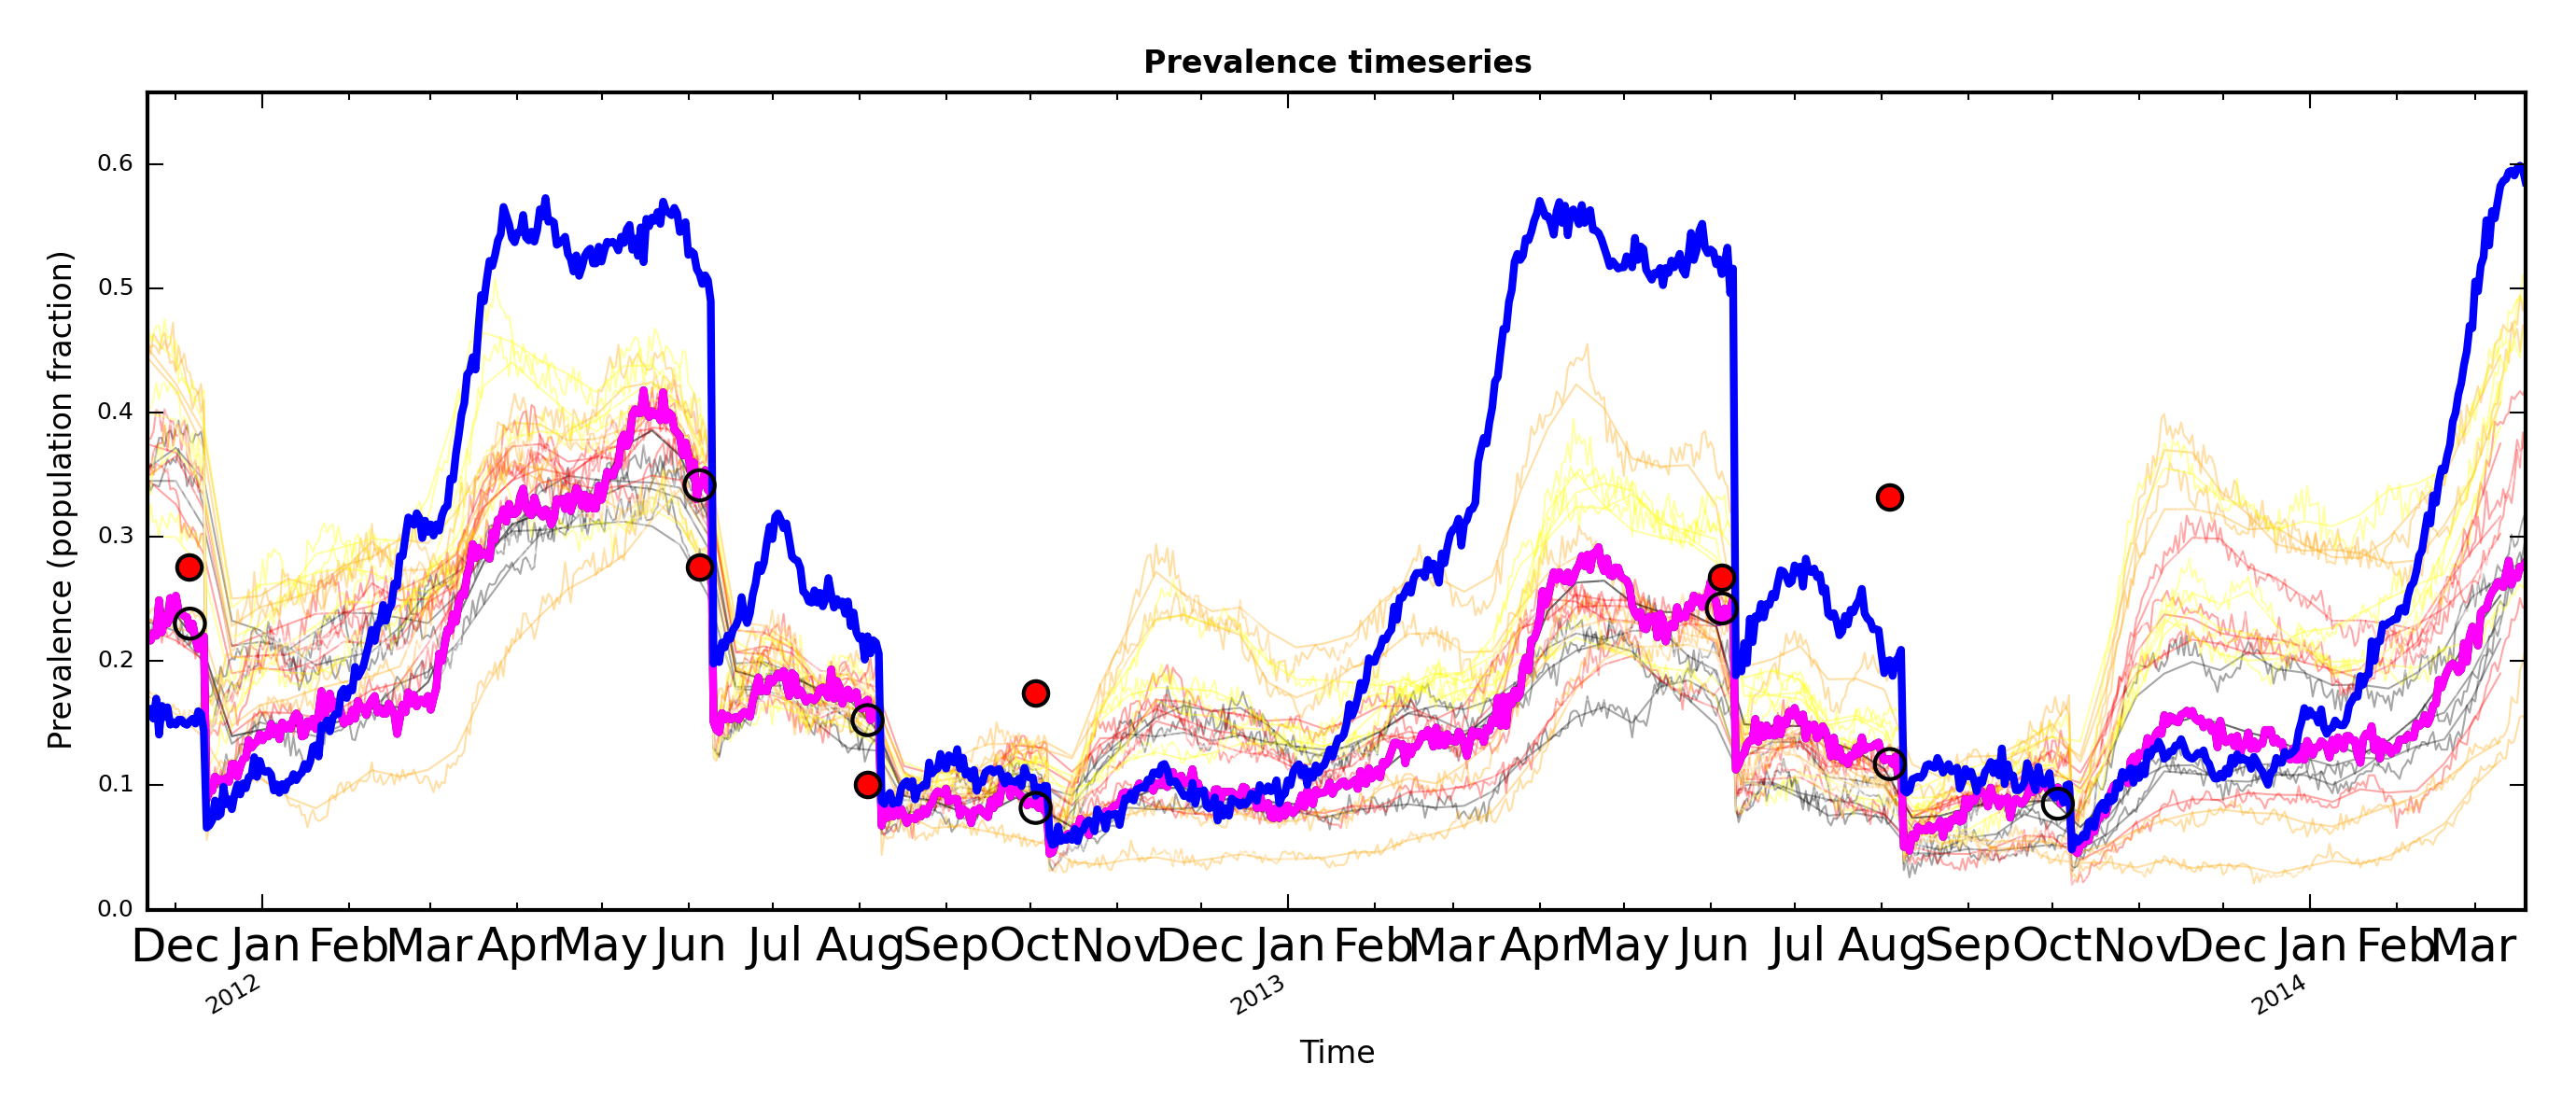 Prevalence timeseries
Prevalence (population fraction)
0.6
0.5
0.4
0.3
0.2
0.1
0.0
Dec Jan Feb Mar Apr May Jun Jul Aug Sep Oct Nov Dec Jan Feb Mar Apr May Jun Jul Aug Sep Oct Nov Dec Jan Feb Mar
2012 2013 2014
Time